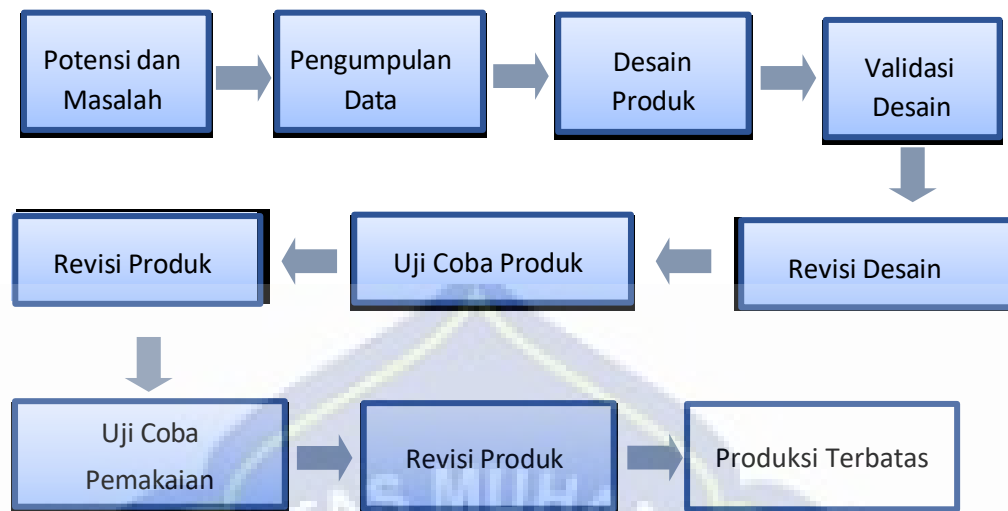 Potensi dan
Masalah
Pengumpulan
Data
Desain
Produk
Validasi
Desain
Revisi Produk
Uji Coba Produk
Revisi Desain
Uji Coba
Pemakaian
Revisi Produk
Produksi Terbatas